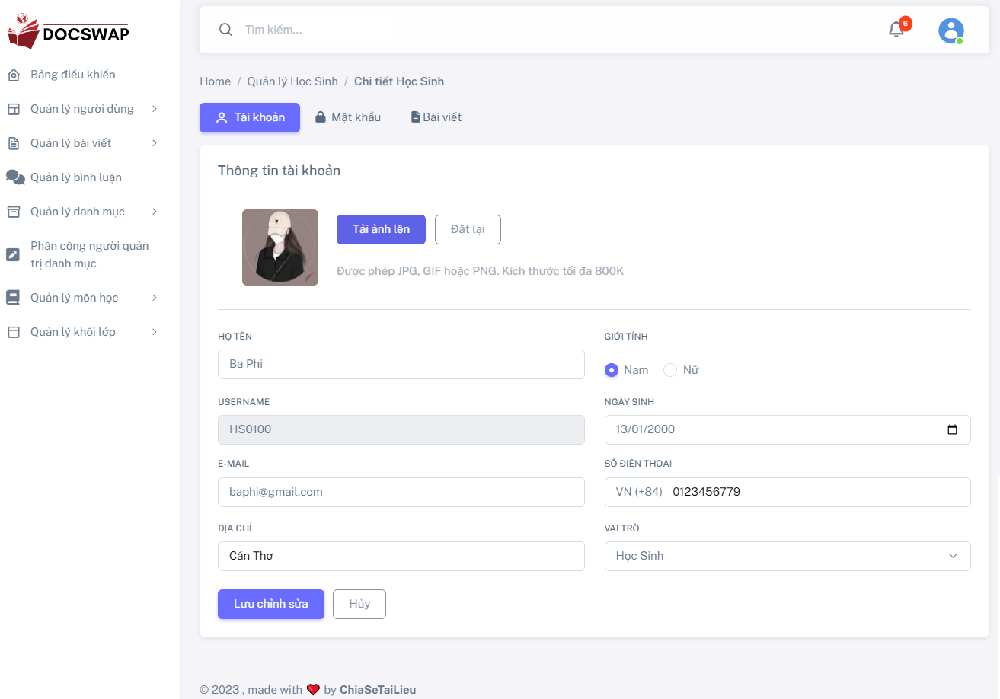 DOCSWAP
Bảng điều khiển
Quản lý người dùng
Quản lý bài viết
Quản lý bình luận
Quản lý danh mục
Phân công người quản
trị danh mục
Quản lý môn học
Quản lý khối lớp
Tìm kiếm...
6
Home / Quản lý Học Sinh / Chi tiết Học Sinh
Tài khoản Mật khẩu Bài viết
Thông tin tài khoản
Tải ảnh lên Đặt lại
Được phép JPG, GIF hoặc PNG. Kích thước tối đa 800K
HỌ TÊN
Ba Phi
GIỚI TÍNH
Nam Nữ
USERNAME
HS0100
NGÀY SINH
13/01/2000
E-MAIL
baphi@gmail.com
SỐ ĐIỆN THOẠI
VN (+84) 0123456779
ĐỊA CHỈ
Cần Thơ
VAI TRÒ
Học Sinh
Lưu chỉnh sửa Hủy
© 2023 , made with ❤️ by ChiaSeTaiLieu